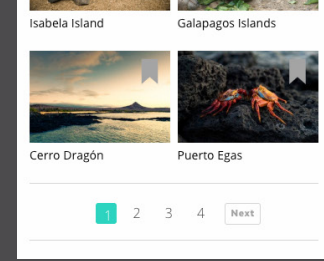 Isabela Island
Galapagos Islands
Cerro Dragón
Puerto Egas
1 2 3 4 Next